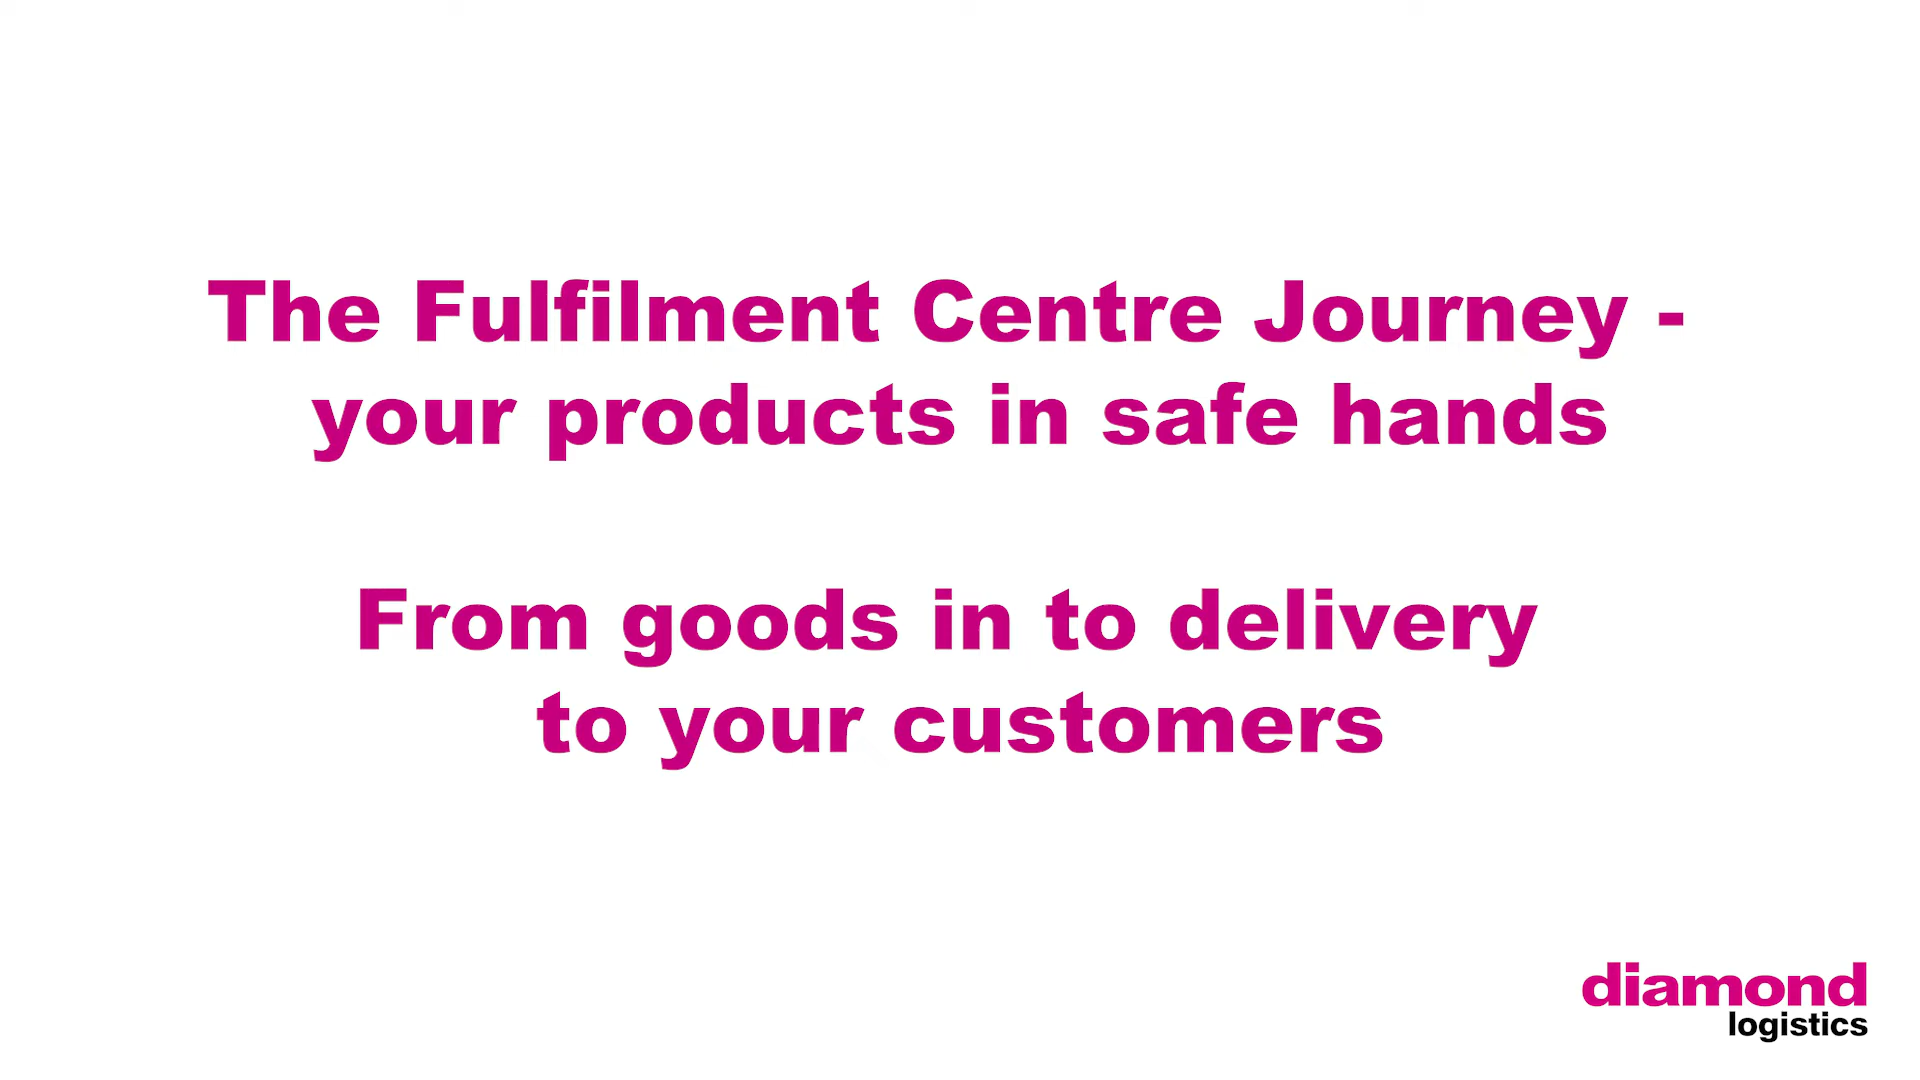 The Fulfilment Centre Journey -
your products in safe hands
From goods in to delivery
to your customers
diamond
logistics